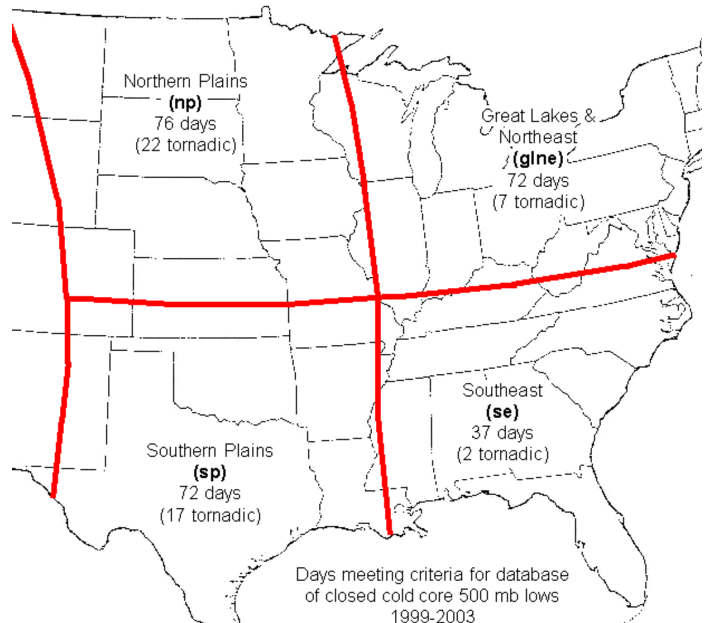 Northern Plains
(np)
76 days
(22 tornadic)
Great Lakes &
Northeast
(glne)
72 days
(7 tornadic)
Southeast
(se)
37 days
(2 tornadic)
Southern Plains
(sp)
72 days
(17 tornadic)
Days meeting criteria for database
of closed cold core 500 mb lows
1999-2003